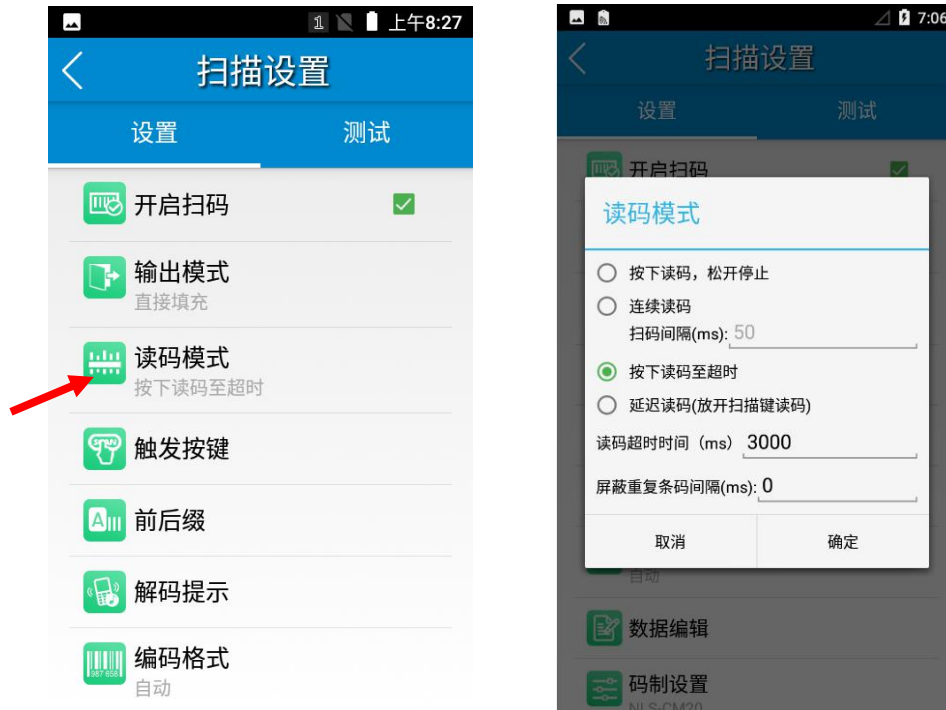 1 上午8:27
扫描设置
设置 测试
开启扫码
输出模式
直接填充
读码模式
按下读码至超时
触发按键
前后缀
解码提示
编码格式
自动
7:06
扫描设置
设置 测试
开启扫码
读码模式
按下读码，松开停止
连续读码
扫码间隔(ms): 50
按下读码至超时
延迟读码(放开扫描键读码)
读码超时时间（ms） 3000
屏蔽重复条码间隔(ms): 0
取消 确定
自动
数据编辑
码制设置
NLS-CM20